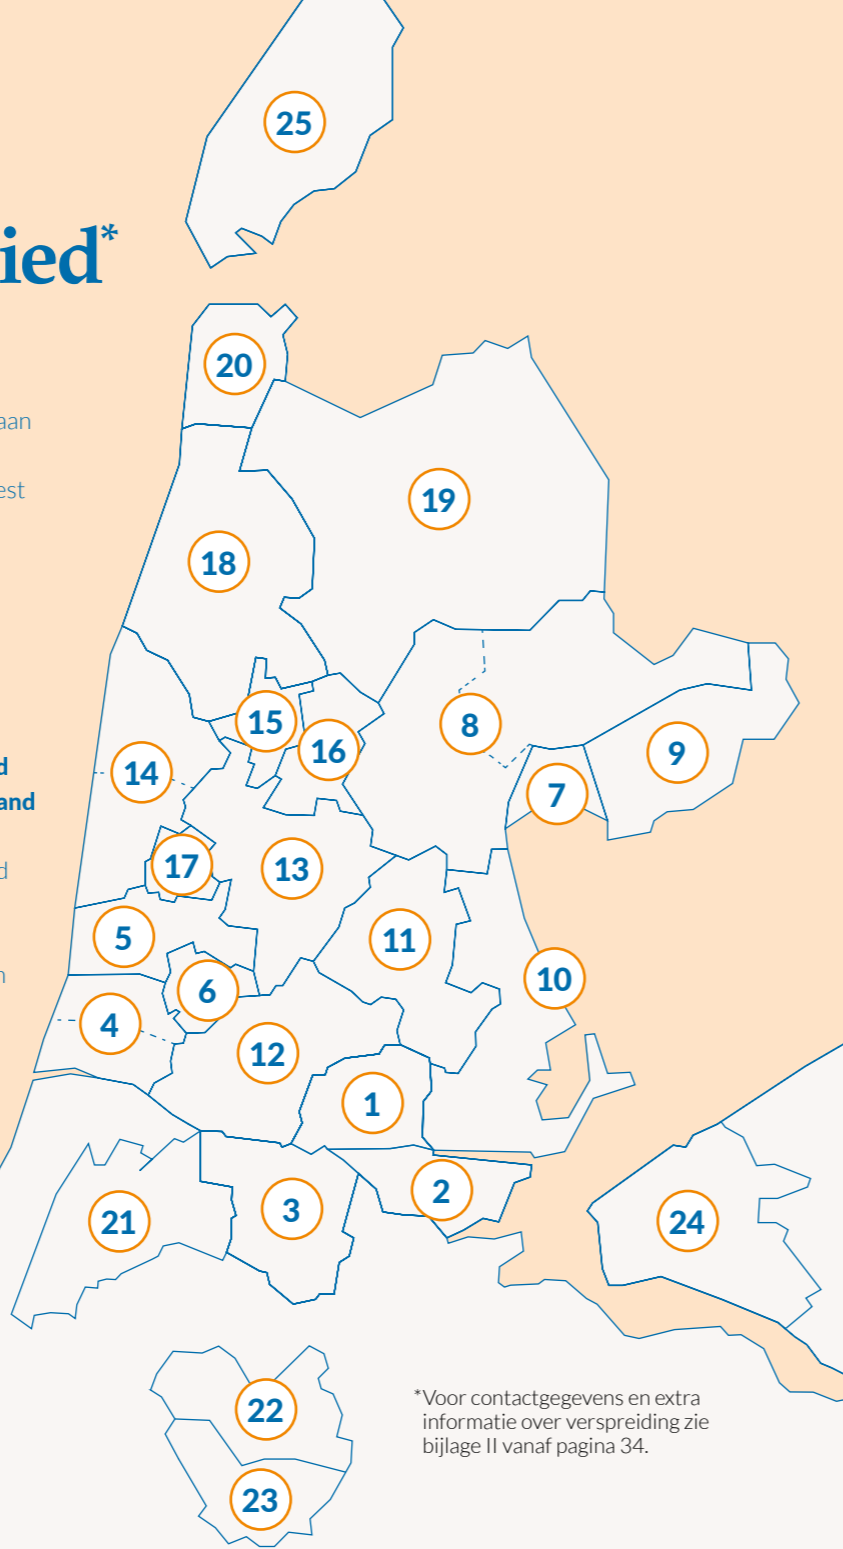 25
ied*
20
aan
19
est
18
15
16
8
9
14
7
d
and
17
13
d
5
11
n
6
10
4
12
1
2
3
21
24
22
*Voor contactgegevens en extra
informatie over verspreiding zie
bijlage II vanaf pagina 34.
23